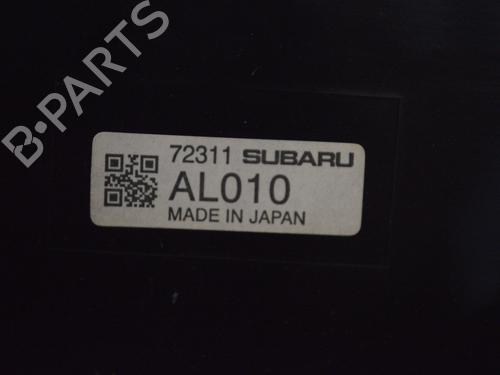 B-PARTS
72311 SUBARU
AL010
MADE IN JAPAN